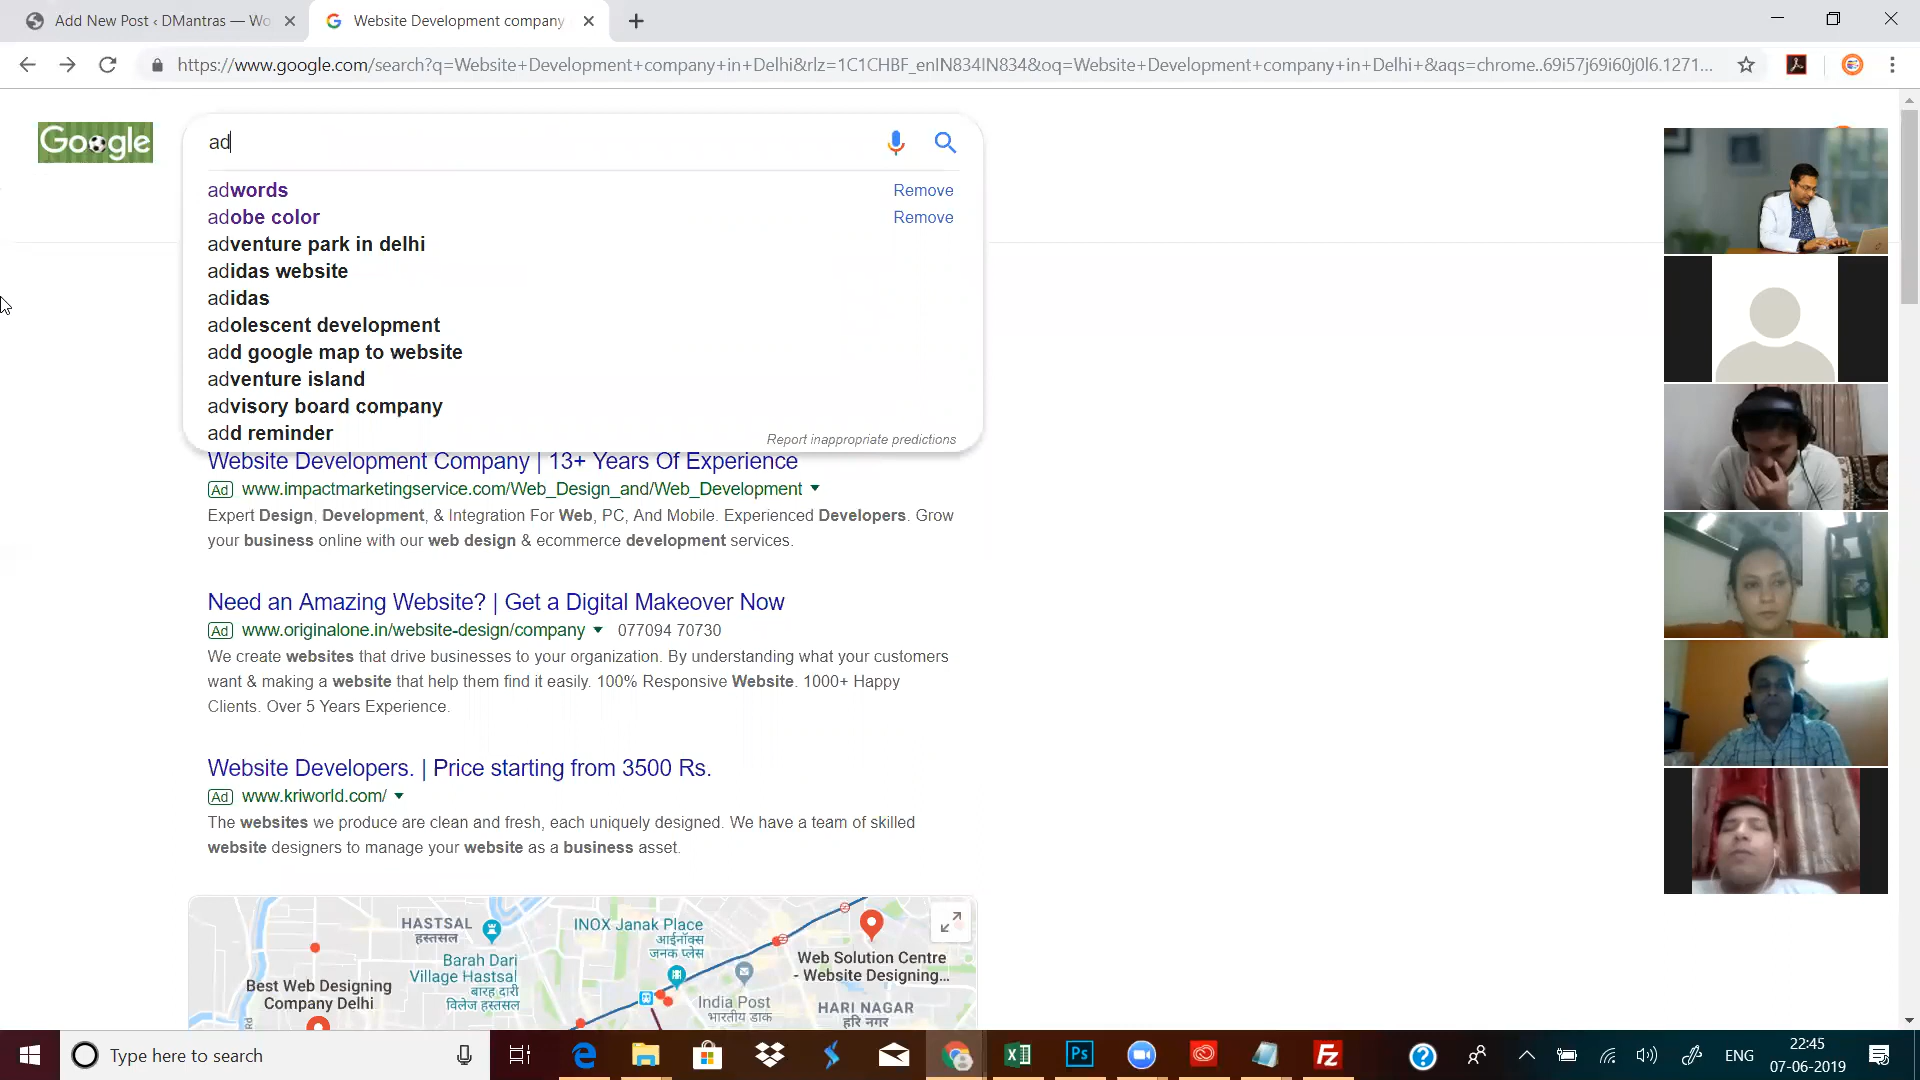 Add New Post ‹ DMantras — Wo
Website Development company
https://www.google.com/search?q=Website+Development+company+in+Delhi&rlz=1C1CHBF_enIN834IN834&oq=Website+Development+company+in+Delhi+&aqs=chrome..69i57j69i60j0l6.1271...
Google
ad
adwords Remove
adobe color Remove
adventure park in delhi
adidas website
adidas
adolescent development
add google map to website
adventure island
advisory board company
add reminder
Report inappropriate predictions
Website Development Company | 13+ Years Of Experience
Ad www.impactmarketingservice.com/Web_Design_and/Web_Development
Expert Design, Development, & Integration For Web, PC, And Mobile. Experienced Developers. Grow
your business online with our web design & ecommerce development services.
Need an Amazing Website? | Get a Digital Makeover Now
Ad www.originalone.in/website-design/company 077094 70730
We create websites that drive businesses to your organization. By understanding what your customers
want & making a website that help them find it easily. 100% Responsive Website. 1000+ Happy
Clients. Over 5 Years Experience.
Website Developers. | Price starting from 3500 Rs.
Ad www.kriworld.com/
The websites we produce are clean and fresh, each uniquely designed. We have a team of skilled
website designers to manage your website as a business asset.
HASTSAL
हस्तसल
INOX Janak Place
आईनॉक्स
जनक प्लेस
Barah Dari
Village Hastsal
बारह दारी
विलेज हस्तसल
Web Solution Centre
- Website Designing...
Best Web Designing
Company Delhi
India Post
भारतीय डाक
HARI NAGAR
हरि नगर
Rd
Type here to search
Ps
Fz
ENG
22:45
07-06-2019